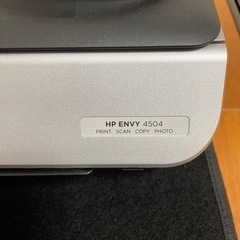 HP ENVY 4504
PRINT SCAN COPY PHOTO